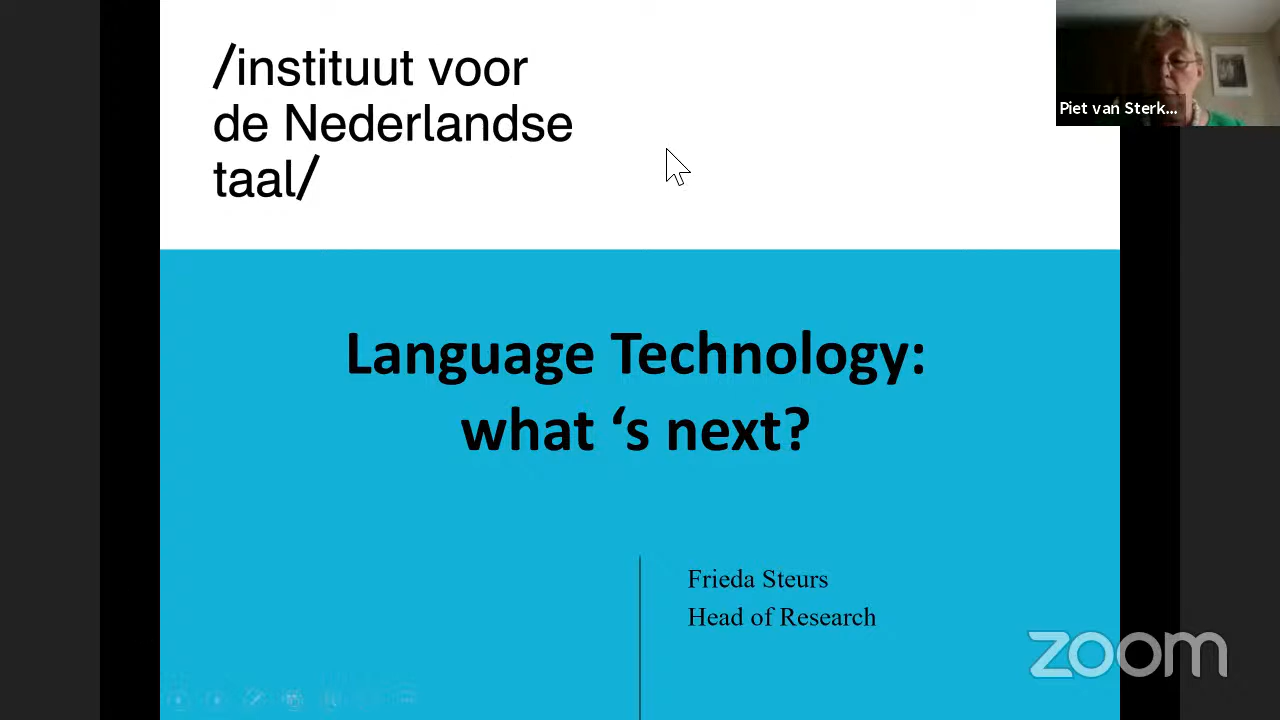 /instituut voor
de Nederlandse
taal/
Piet van Sterk...
Language Technology:
what ‘s next?
Frieda Steurs
Head of Research
zoom